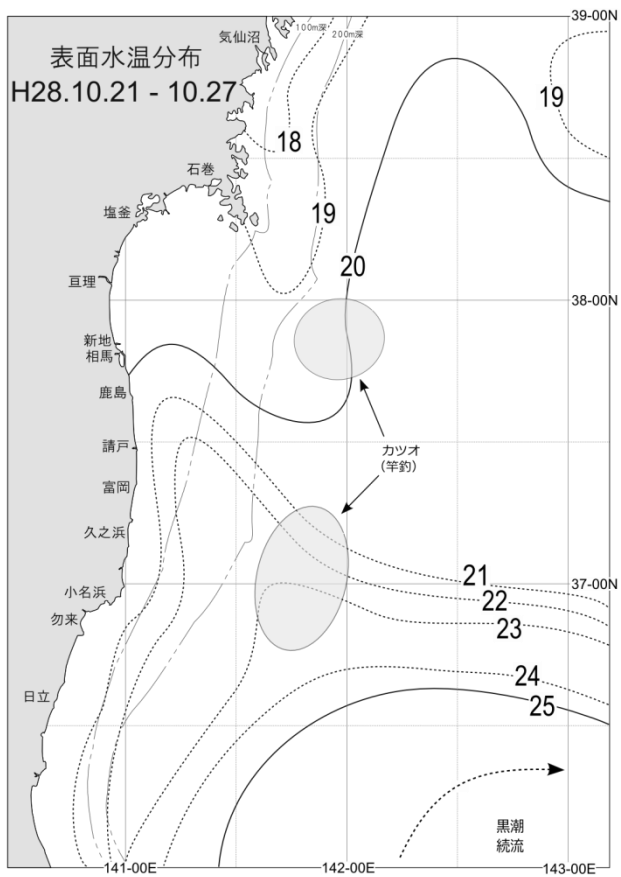 39-00N
気仙沼
100m深
200m深
表面水温分布
H28.10.21 - 10.27
19
18
石巻
19
塩釜
20
亘理
38-00N
新地
相馬
鹿島
請戸
カツオ
(竿釣)
富岡
久之浜
21
37-00N
小名浜
22
勿来
23
24
日立
25
黒潮
続流
141-00E
142-00E
143-00E